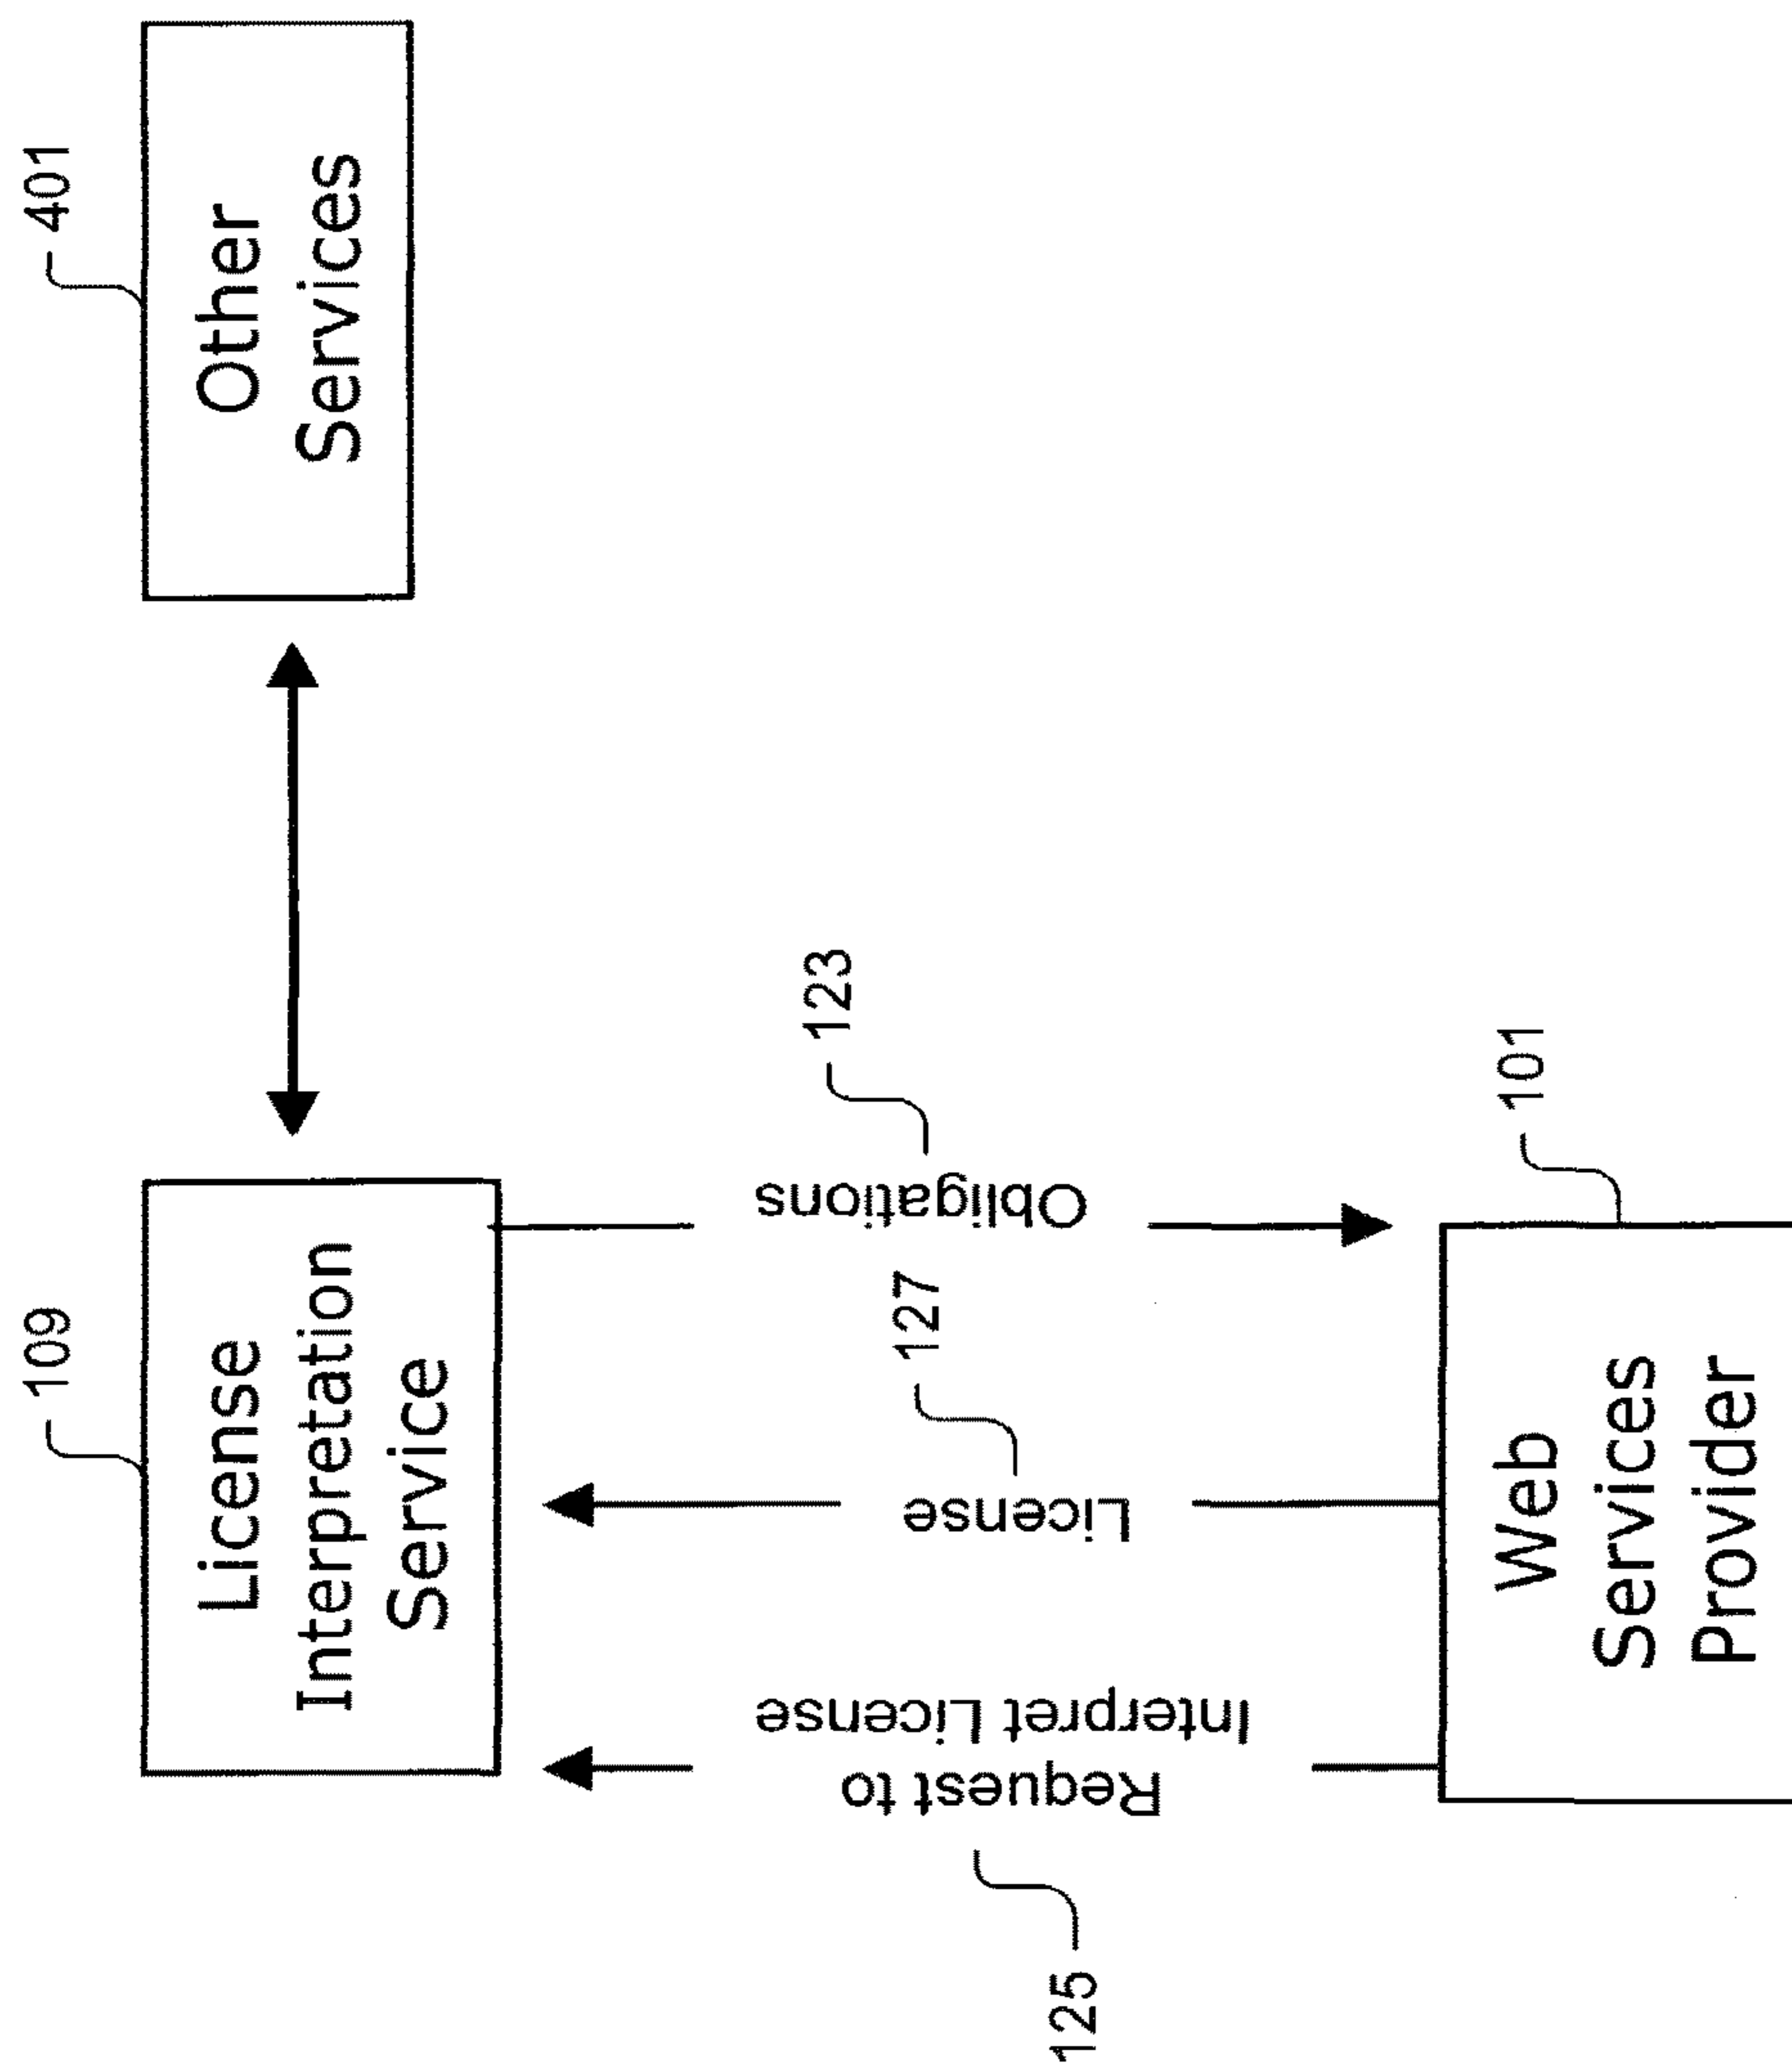 109
License
Interpretation
Service
401
Other
Services
125
Request to
Interpret License
License
127
Obligations
123
101
Web
Services
Provider